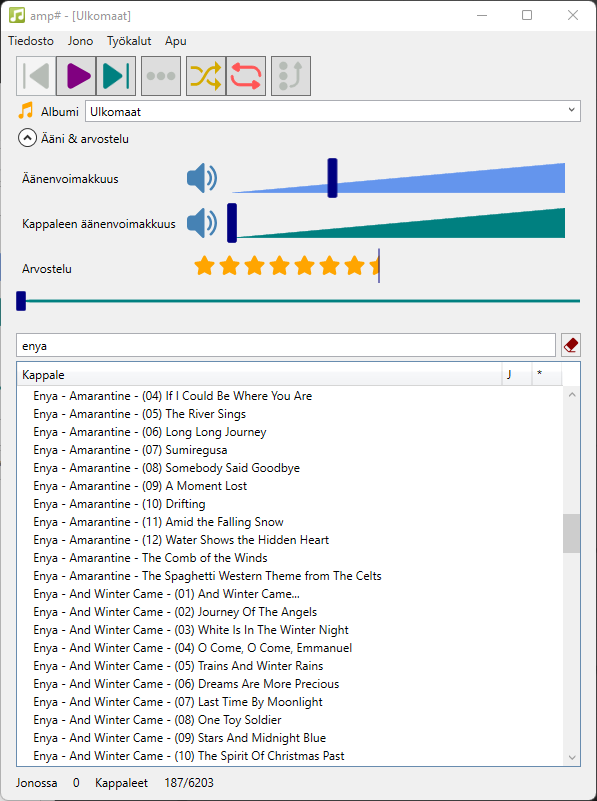 amp# - [Ulkomaat]
Tiedosto Jono Työkalut Apu
Albumi Ulkomaat
Ääni & arvostelu
Äänenvoimakkuus
Kappaleen äänenvoimakkuus
Arvostelu
enya
Kappale J *
Enya - Amarantine - (04) If I Could Be Where You Are
Enya - Amarantine - (05) The River Sings
Enya - Amarantine - (06) Long Long Journey
Enya - Amarantine - (07) Sumiregusa
Enya - Amarantine - (08) Somebody Said Goodbye
Enya - Amarantine - (09) A Moment Lost
Enya - Amarantine - (10) Drifting
Enya - Amarantine - (11) Amid the Falling Snow
Enya - Amarantine - (12) Water Shows the Hidden Heart
Enya - Amarantine - The Comb of the Winds
Enya - Amarantine - The Spaghetti Western Theme from The Celts
Enya - And Winter Came - (01) And Winter Came...
Enya - And Winter Came - (02) Journey Of The Angels
Enya - And Winter Came - (03) White Is In The Winter Night
Enya - And Winter Came - (04) O Come, O Come, Emmanuel
Enya - And Winter Came - (05) Trains And Winter Rains
Enya - And Winter Came - (06) Dreams Are More Precious
Enya - And Winter Came - (07) Last Time By Moonlight
Enya - And Winter Came - (08) One Toy Soldier
Enya - And Winter Came - (09) Stars And Midnight Blue
Enya - And Winter Came - (10) The Spirit Of Christmas Past
Jonossa 0 Kappaleet 187/6203